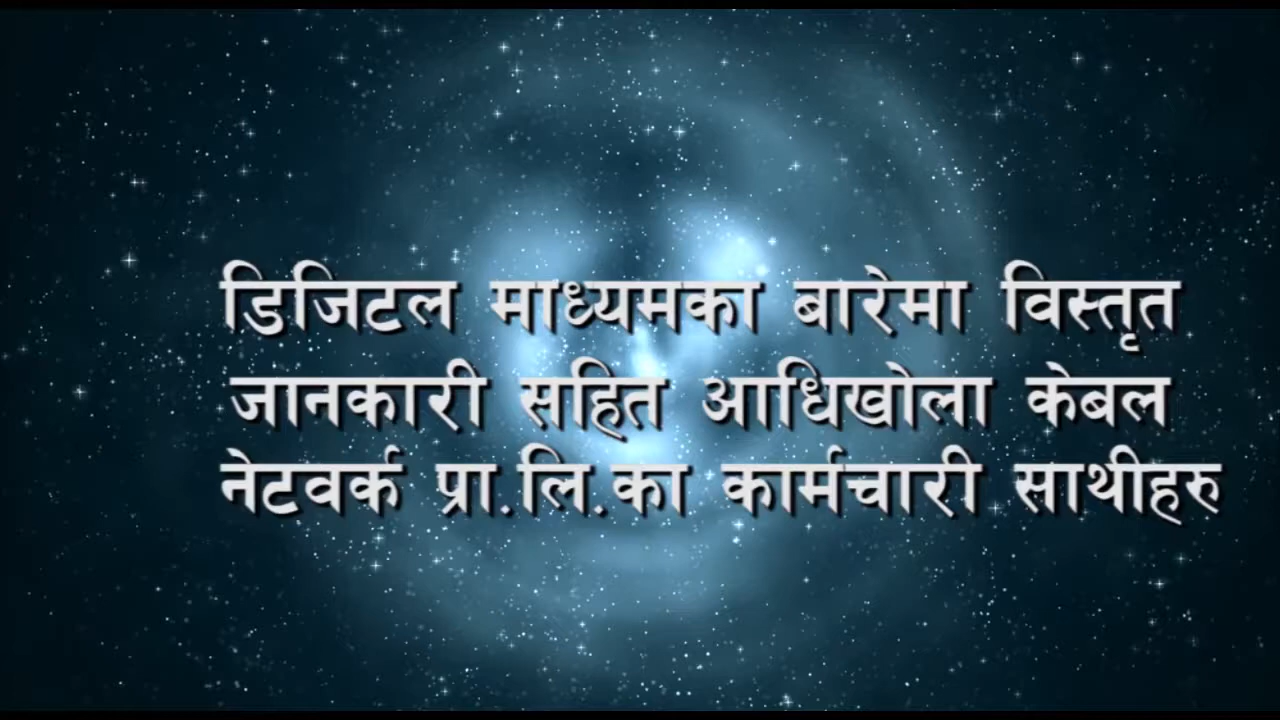 डिजिटल माध्यमका बारेमा विस्तृत
जानकारी सहित आधिखोला केबल
नेटवर्क प्रा.लि.का कार्मचारी साथीहरु